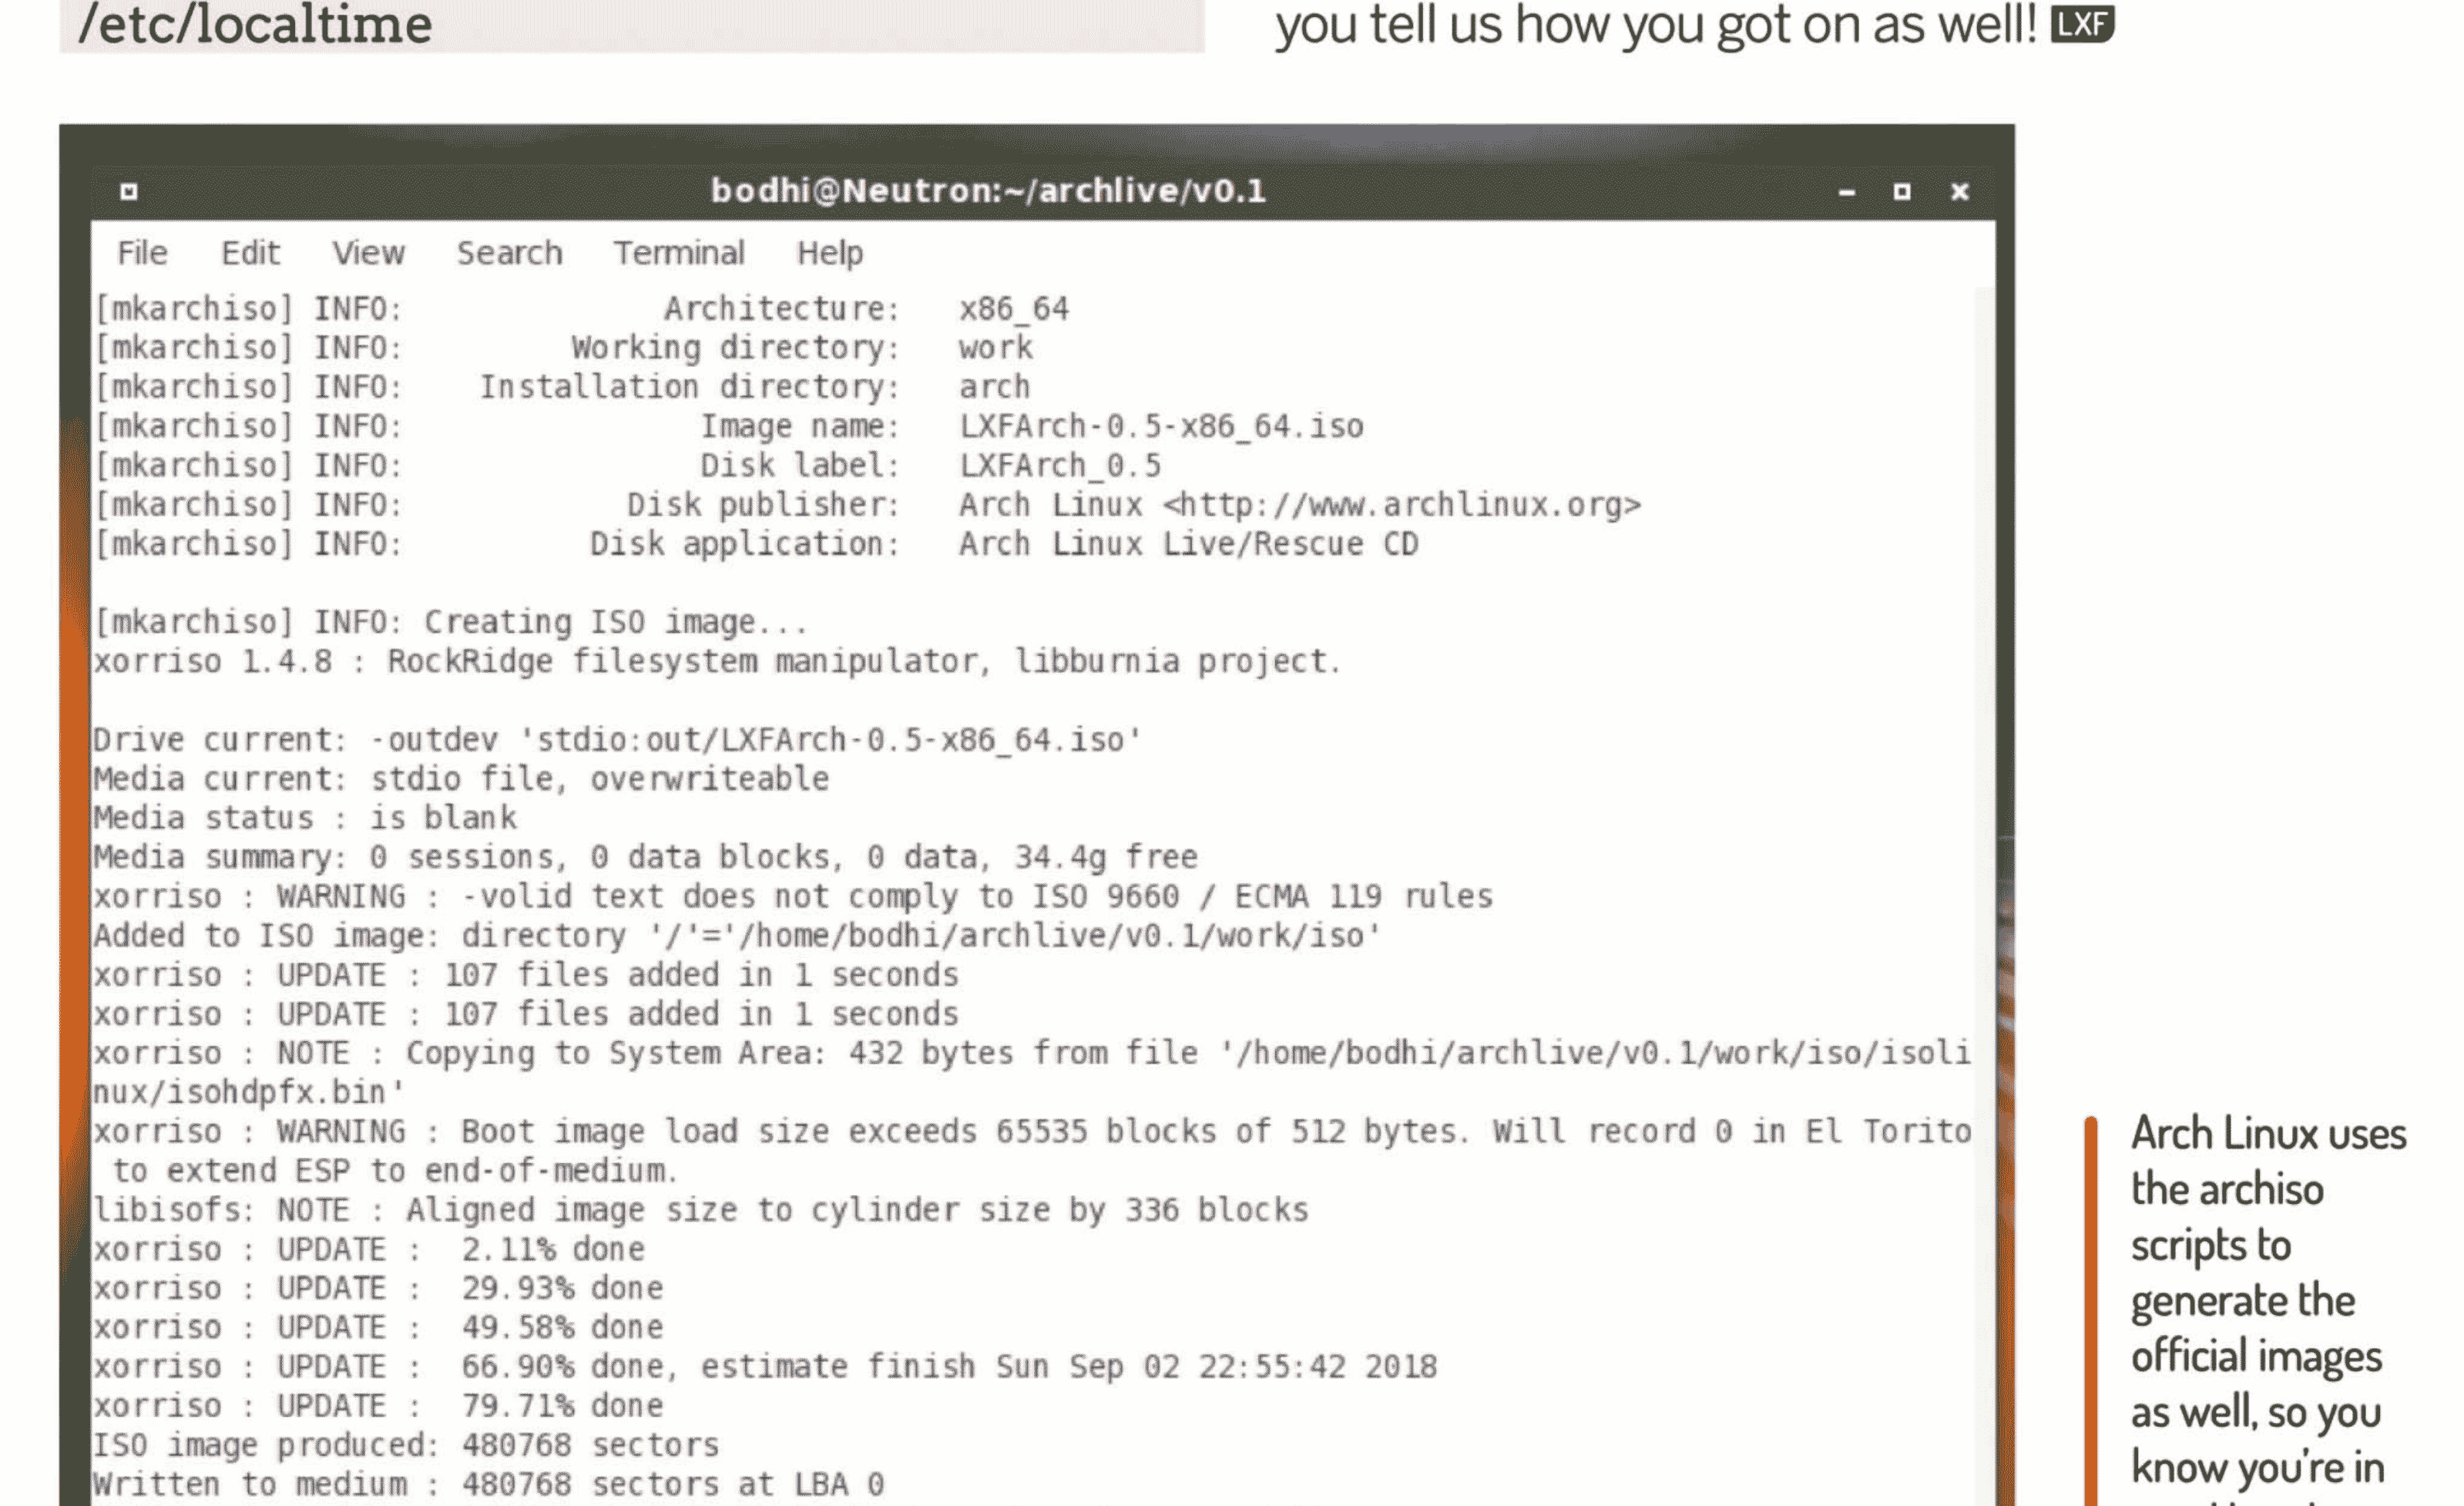 /etc/localtime
you tell us how you got on as well! LXF
bodhi@Neutron:~/archlive/v0.1
File Edit View Search Terminal Help
[mkarchiso] INFO: Architecture: x86_64
[mkarchiso] INFO: Working directory: work
[mkarchiso] INFO: Installation directory: arch
[mkarchiso] INFO: Image name: LXFArch-0.5-x86_64.iso
[mkarchiso] INFO: Disk label: LXFArch_0.5
[mkarchiso] INFO: Disk publisher: Arch Linux <http://www.archlinux.org>
[mkarchiso] INFO: Disk application: Arch Linux Live/Rescue CD
[mkarchiso] INFO: Creating ISO image...
xorriso 1.4.8 : RockRidge filesystem manipulator, libburnia project.
Drive current: -outdev 'stdio:out/LXFArch-0.5-x86_64.iso'
Media current: stdio file, overwriteable
Media status : is blank
Media summary: 0 sessions, 0 data blocks, 0 data, 34.4g free
xorriso : WARNING : -volid text does not comply to ISO 9660 / ECMA 119 rules
Added to ISO image: directory '/'='/home/bodhi/archlive/v0.1/work/iso'
xorriso : UPDATE : 107 files added in 1 seconds
xorriso : UPDATE : 107 files added in 1 seconds
xorriso : NOTE : Copying to System Area: 432 bytes from file '/home/bodhi/archlive/v0.1/work/iso/isoli
nux/isohdpfx.bin'
xorriso : WARNING : Boot image load size exceeds 65535 blocks of 512 bytes. Will record 0 in El Torito
to extend ESP to end-of-medium.
libisofs: NOTE : Aligned image size to cylinder size by 336 blocks
xorriso : UPDATE : 2.11% done
xorriso : UPDATE : 29.93% done
xorriso : UPDATE : 49.58% done
xorriso : UPDATE : 66.90% done, estimate finish Sun Sep 02 22:55:42 2018
xorriso : UPDATE : 79.71% done
ISO image produced: 480768 sectors
Written to medium : 480768 sectors at LBA 0
Arch Linux uses
the archiso
scripts to
generate the
official images
as well, so you
know you're in